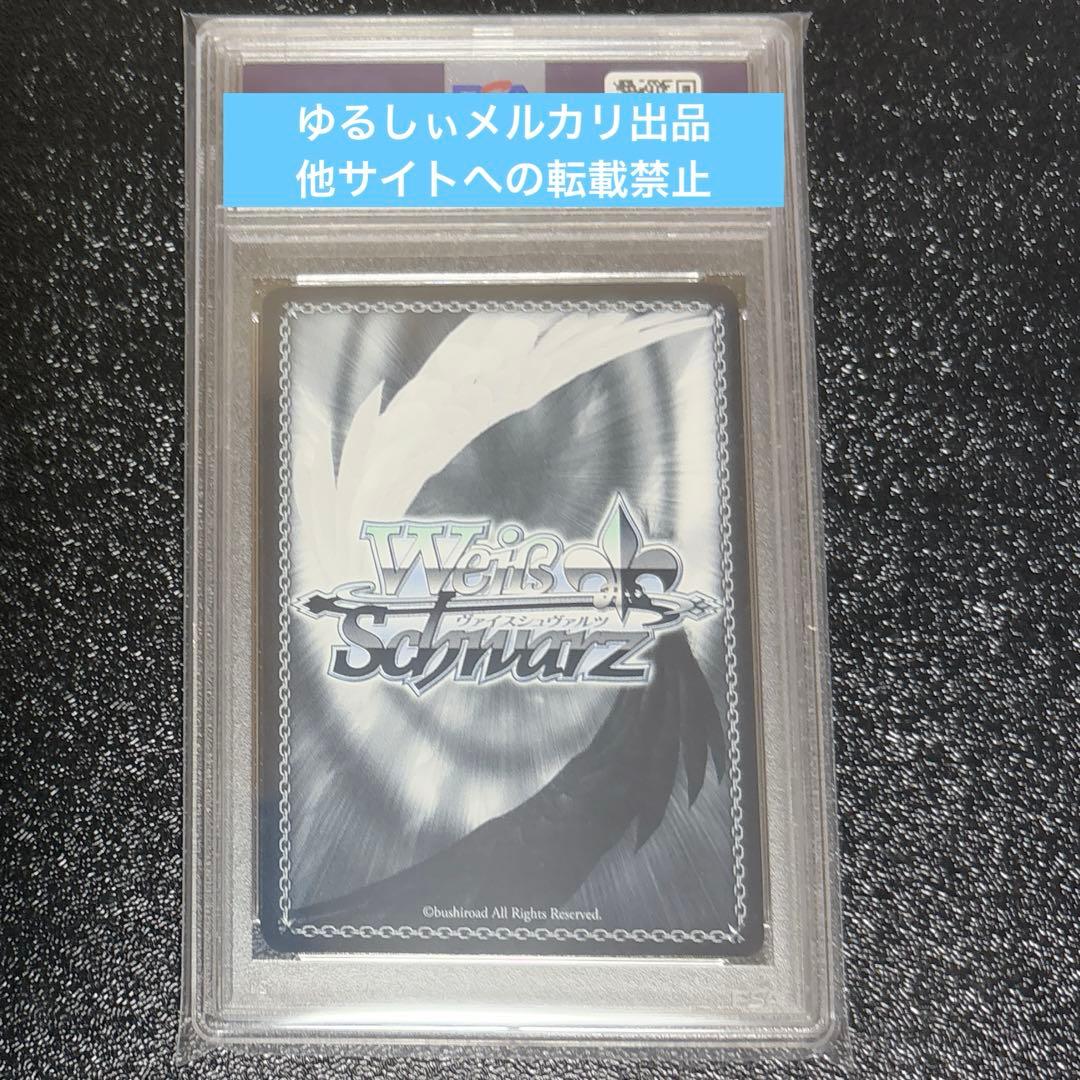 ゆるしぃメルカリ出品
他サイトへの転載禁止
Weiß
ヴァイスシュヴァルツ
Schwarz
©bushiroad All Rights Reserved.
PSA